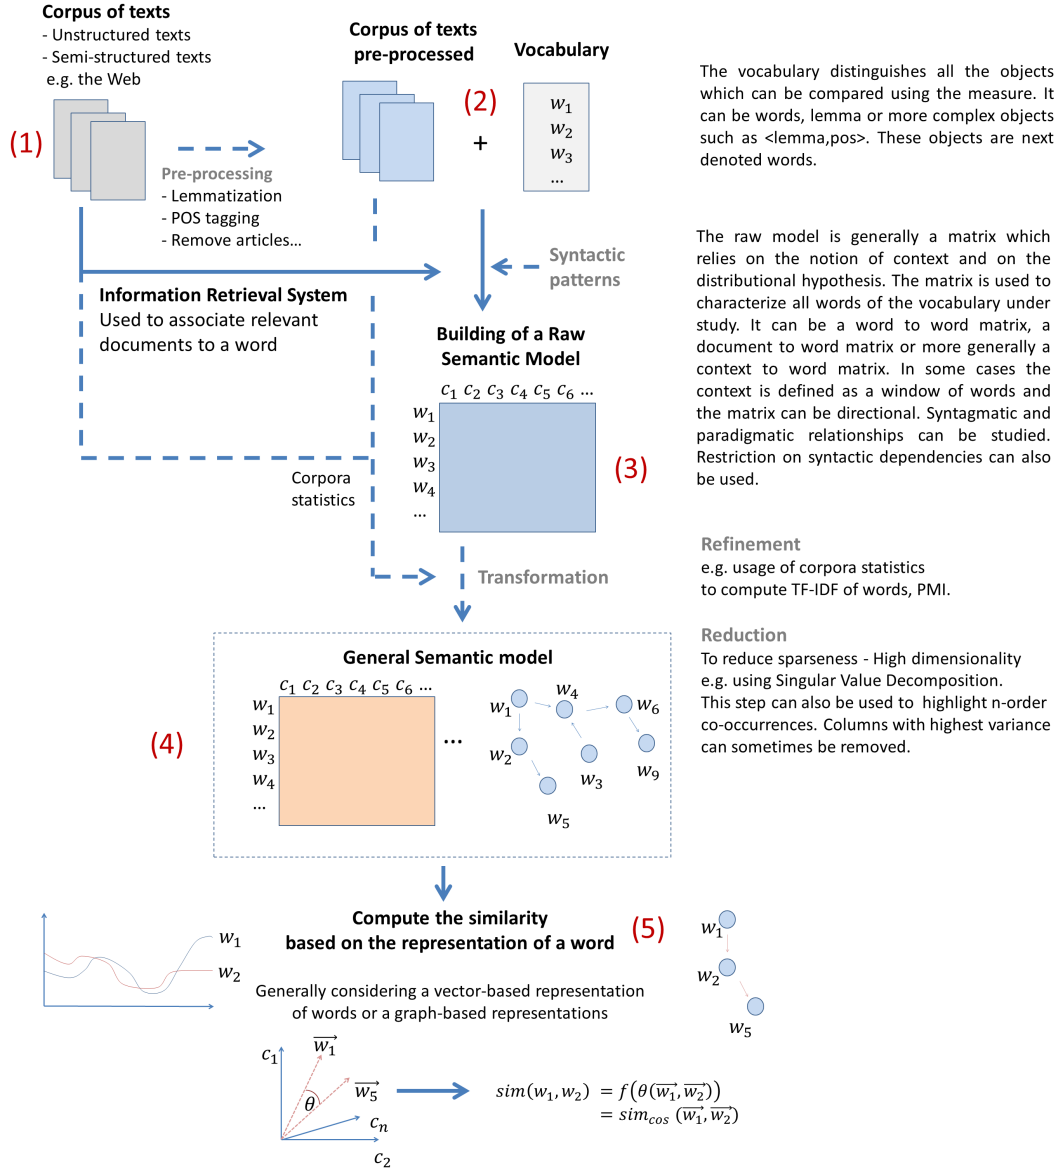 Corpus of texts
- Unstructured texts
- Semi-structured texts
e.g. the Web
(1)
Pre-processing
- Lemmatization
- POS tagging
- Remove articles...
Corpus of texts
pre-processed
(2)
+
Vocabulary
w1
w2
w3
...
The vocabulary distinguishes all the objects
which can be compared using the measure. It
can be words, lemma or more complex objects
such as <lemma,pos>. These objects are next
denoted words.
Syntactic
patterns
Information Retrieval System
Used to associate relevant
documents to a word
Building of a Raw
Semantic Model
c1 c2 c3 c4 c5 c6 ...
w1
w2
w3
w4
...
(3)
The raw model is generally a matrix which
relies on the notion of context and on the
distributional hypothesis. The matrix is used to
characterize all words of the vocabulary under
study. It can be a word to word matrix, a
document to word matrix or more generally a
context to word matrix. In some cases the
context is defined as a window of words and
the matrix can be directional. Syntagmatic and
paradigmatic relationships can be studied.
Restriction on syntactic dependencies can also
be used.
Corpora
statistics
Transformation
Refinement
e.g. usage of corpora statistics
to compute TF-IDF of words, PMI.
Reduction
To reduce sparseness - High dimensionality
e.g. using Singular Value Decomposition.
This step can also be used to highlight n-order
co-occurrences. Columns with highest variance
can sometimes be removed.
(4)
General Semantic model
c1 c2 c3 c4 c5 c6 ...
w1
w2
w3
w4
...
...
w1
w4
w6
w2
w3
w9
w5
Compute the similarity
based on the representation of a word
(5)
w1
w2
Generally considering a vector-based representation
of words or a graph-based representations
w1
w2
w5
c1
w⃗1
w⃗5
θ
cn
c2
sim(w1, w2) = f(θ(w⃗1, w⃗2))
= simcos (w⃗1, w⃗2)